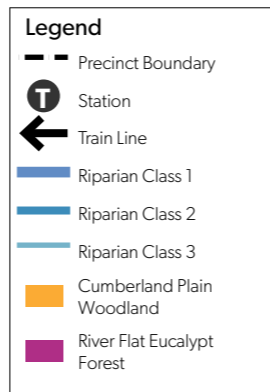 Legend
Precinct Boundary
T
Station
Train Line
Riparian Class 1
Riparian Class 2
Riparian Class 3
Cumberland Plain
Woodland
River Flat Eucalypt
Forest